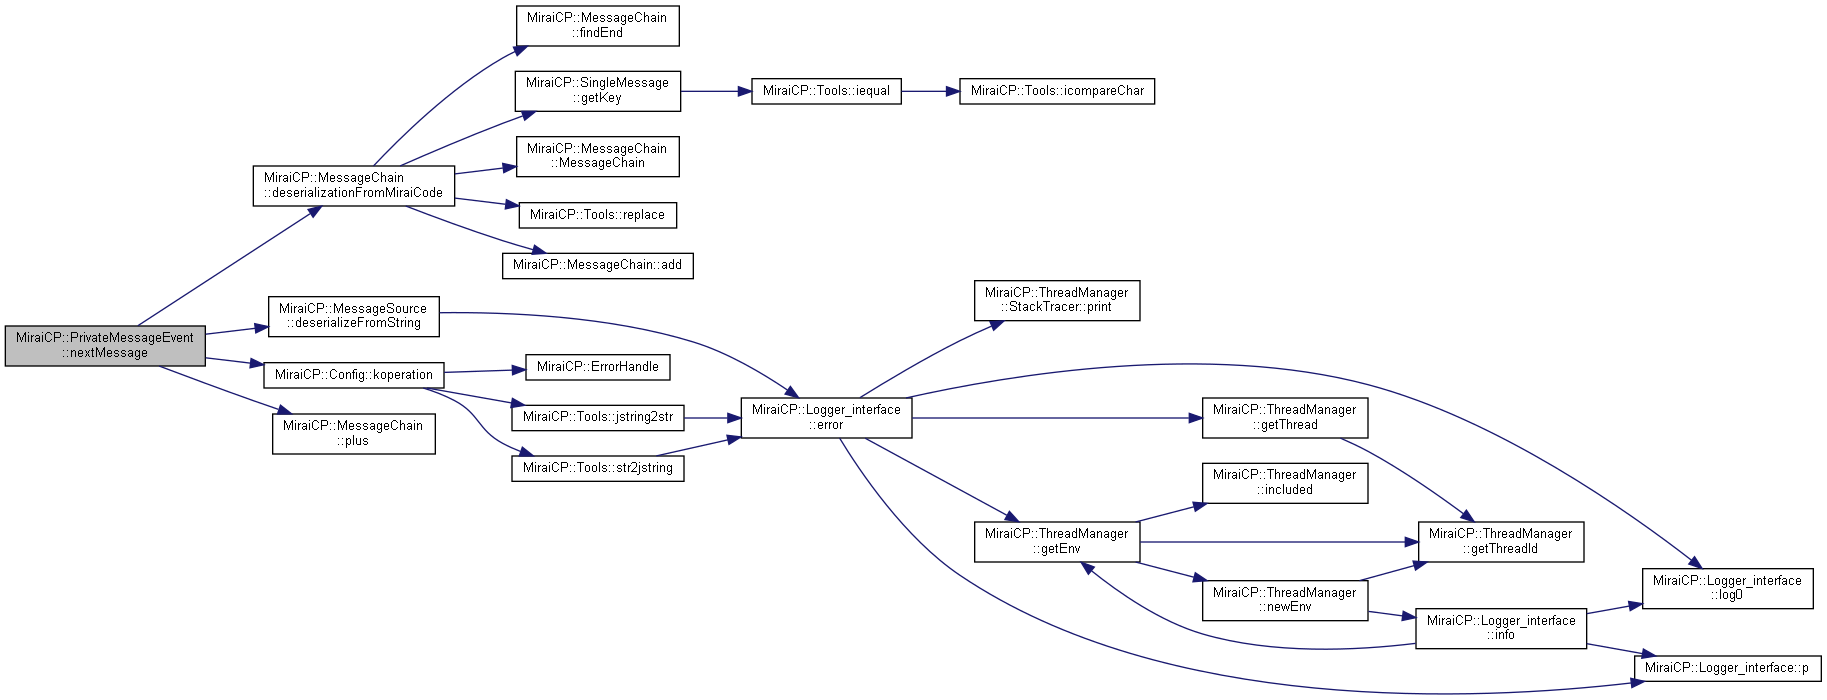 MiraiCP::PrivateMessageEvent
::nextMessage
MiraiCP::MessageChain
::deserializationFromMiraiCode
MiraiCP::MessageChain
::findEnd
MiraiCP::SingleMessage
::getKey
MiraiCP::Tools::iequal
MiraiCP::Tools::icompareChar
MiraiCP::MessageChain
::MessageChain
MiraiCP::Tools::replace
MiraiCP::MessageChain::add
MiraiCP::MessageSource
::deserializeFromString
MiraiCP::Config::koperation
MiraiCP::MessageChain
::plus
MiraiCP::ErrorHandle
MiraiCP::Tools::jstring2str
MiraiCP::Tools::str2jstring
MiraiCP::Logger_interface
::error
MiraiCP::ThreadManager
::StackTracer::print
MiraiCP::ThreadManager
::getThread
MiraiCP::ThreadManager
::included
MiraiCP::ThreadManager
::getEnv
MiraiCP::ThreadManager
::getThreadId
MiraiCP::ThreadManager
::newEnv
MiraiCP::Logger_interface
::info
MiraiCP::Logger_interface
::log0
MiraiCP::Logger_interface::p